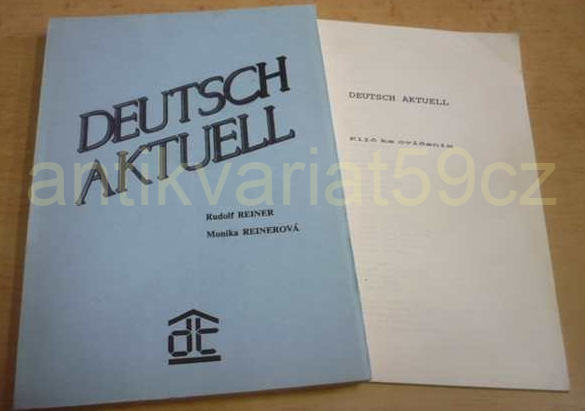 DEUTSCH
AKTUELL
Rudolf REINER
Monika REINEROVÁ
dt
DEUTSCH AKTUELL
Klíč ke cvičením
antikvariat59cz